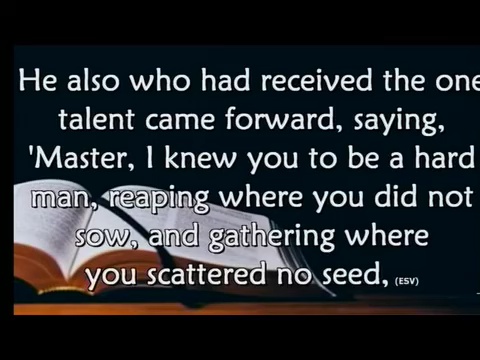 He also who had received the one
talent came forward, saying,
'Master, I knew you to be a hard
man, reaping where you did not
sow, and gathering where
you scattered no seed, (ESV)